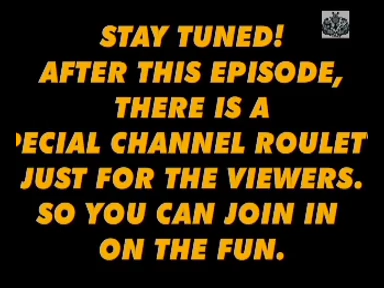 STAY TUNED!
AFTER THIS EPISODE,
THERE IS A
PECIAL CHANNEL ROULET
JUST FOR THE VIEWERS.
SO YOU CAN JOIN IN
ON THE FUN.